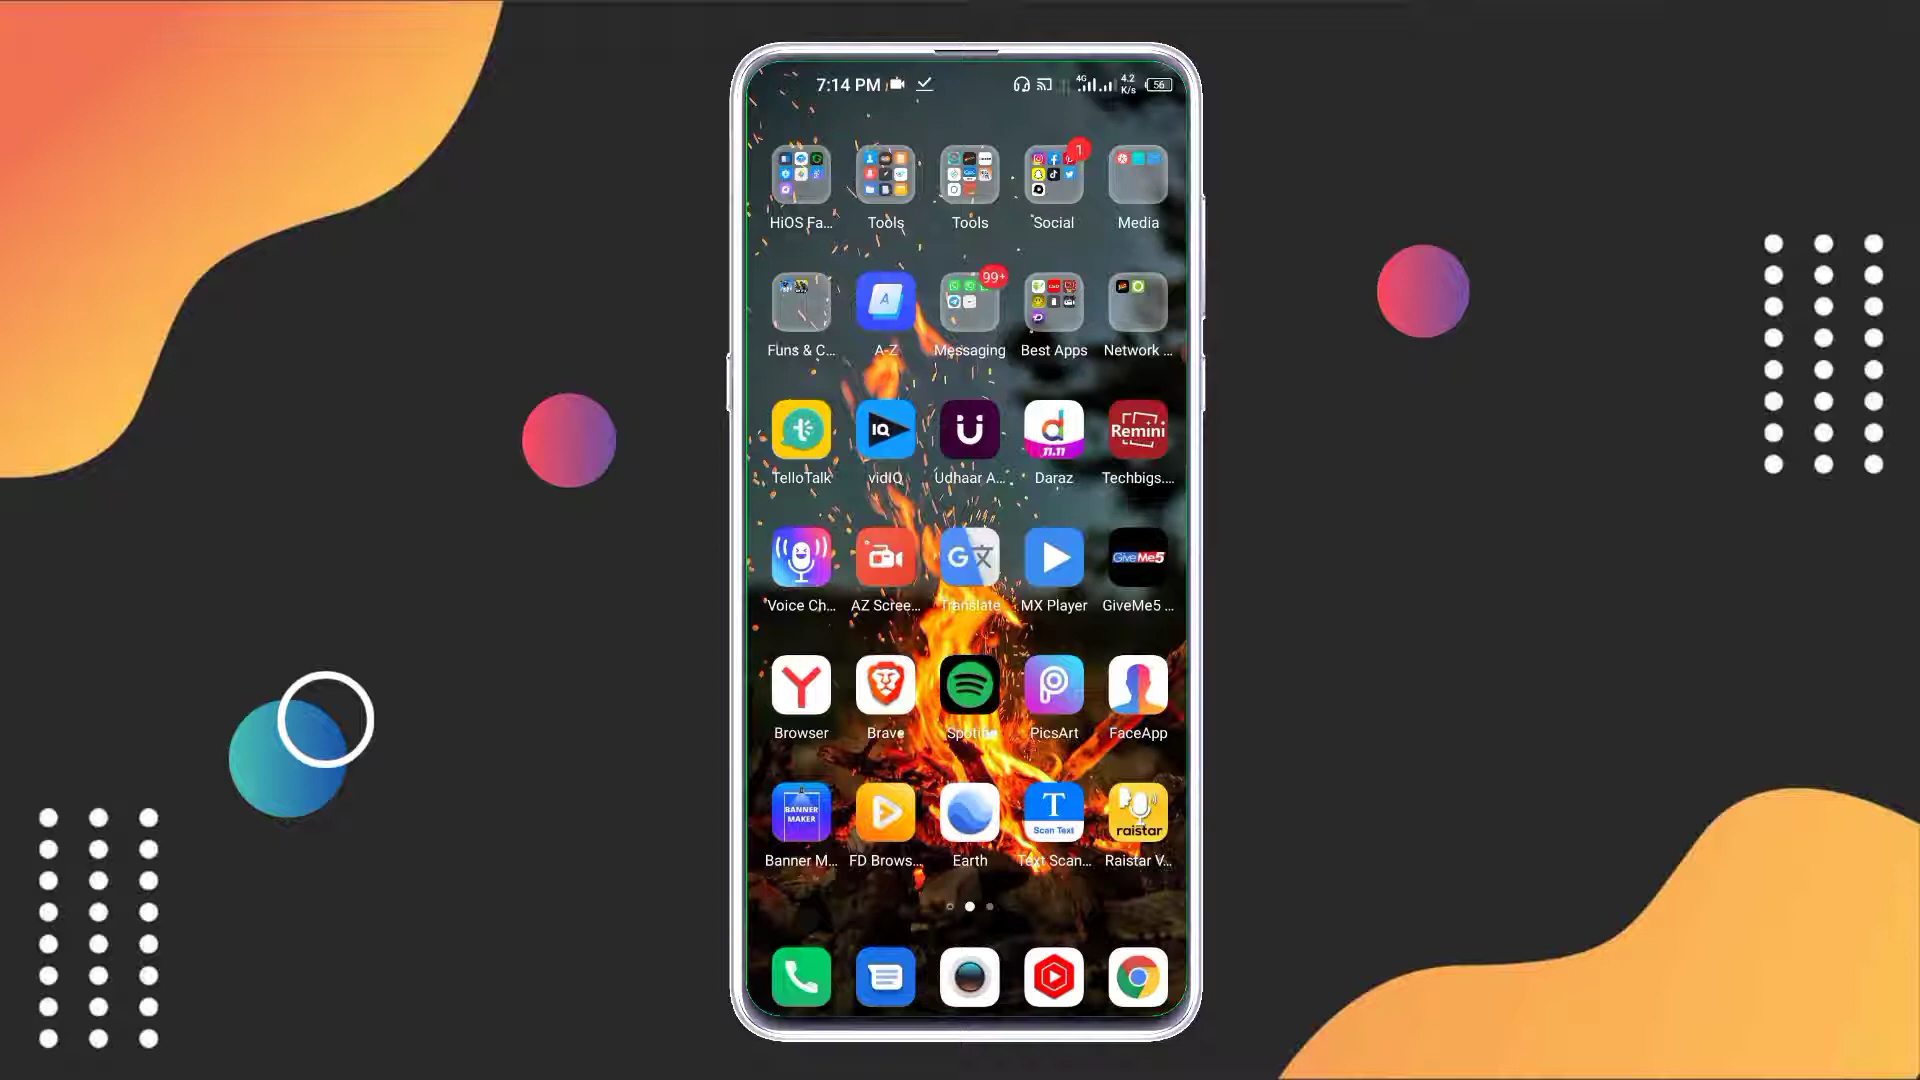 7:14 PM 4G 4.2 K/s 56
1
HiOS Fa... Tools Tools Social Media
99+
A
Funs & C... A-Z Messaging Best Apps Network ...
IQ d 11.11 Remini
TelloTalk vidIQ Udhaar A... Daraz Techbigs....
G文 GiveMe5
Voice Ch... AZ Scree... Translate MX Player GiveMe5 ...
Browser Brave Spotify PicsArt FaceApp
BANNER MAKER T Scan Text raistar
Banner M... FD Brows... Earth Text Scan... Raistar V...